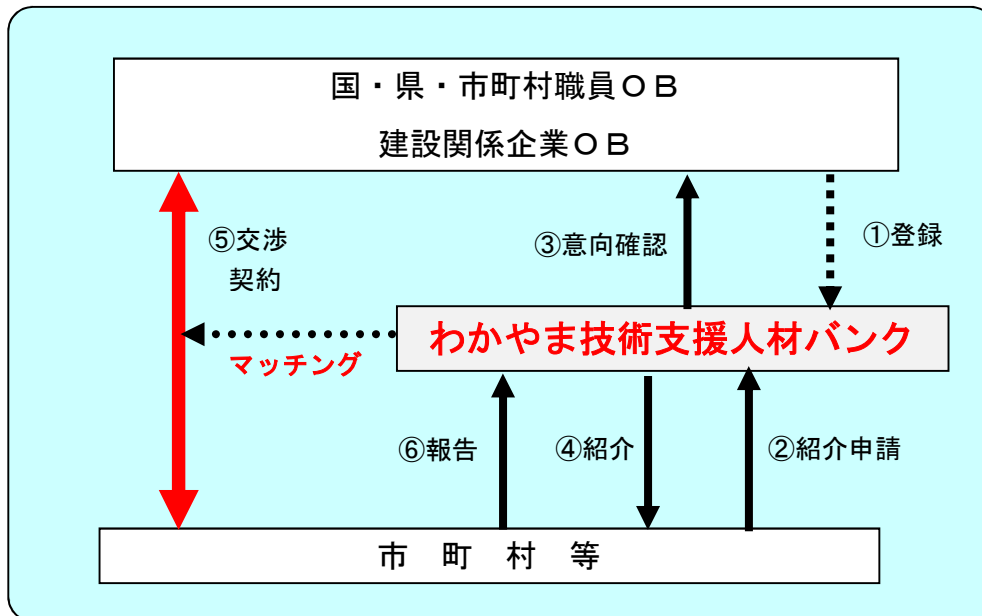 国・県・市町村職員ＯＢ
建設関係企業ＯＢ
⑤交渉
契約
③意向確認
①登録
わかやま技術支援人材バンク
マッチング
⑥報告
④紹介
②紹介申請
市　町　村　等